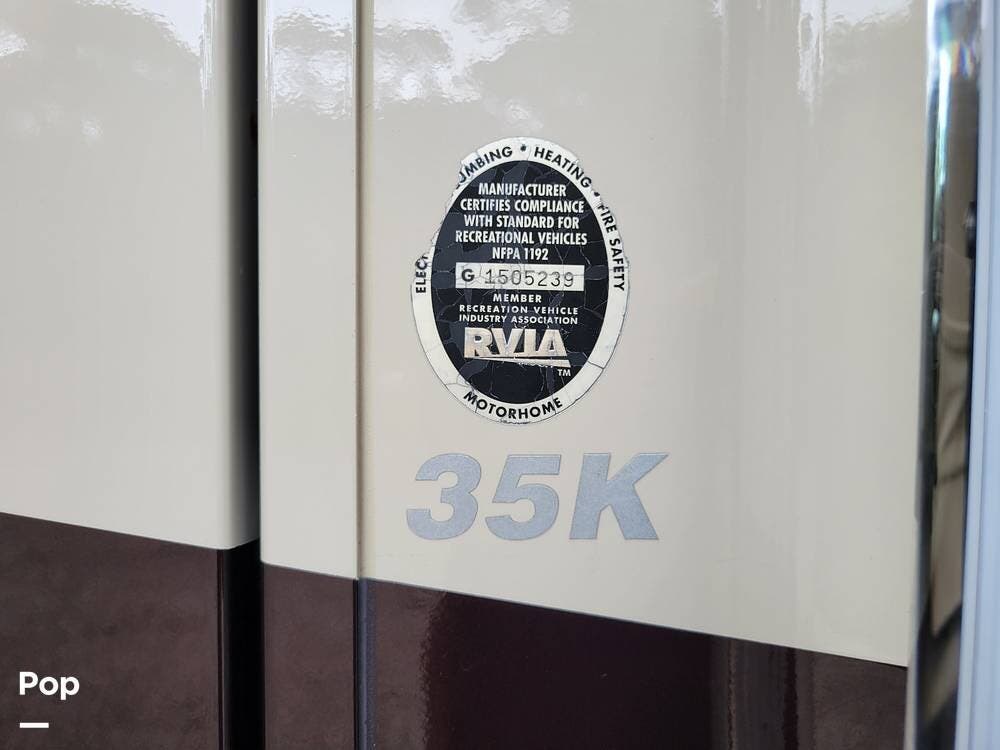 UMBING • HEATING • FIRE SAFETY
ELEC
MANUFACTURER
CERTIFIES COMPLIANCE
WITH STANDARD FOR
RECREATIONAL VEHICLES
NFPA 1192
G 1505239
MEMBER
RECREATION VEHICLE
INDUSTRY ASSOCIATION
RVIA
TM
MOTORHOME
35K
Pop